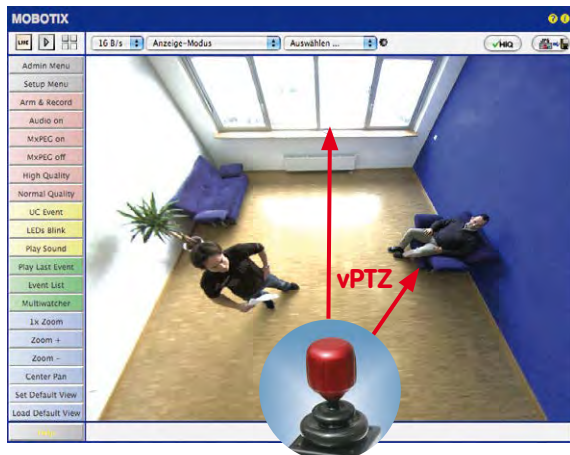 MOBOTIX
? i
LIVE
16 B/s
Anzeige-Modus
Auswählen ...
HiQ
Admin Menu
Setup Menu
Arm & Record
Audio on
MxPEG on
MxPEG off
High Quality
Normal Quality
UC Event
LEDs Blink
Play Sound
Play Last Event
Event List
Multiwatcher
1x Zoom
Zoom +
Zoom -
Center Pan
Set Default View
Load Default View
vPTZ